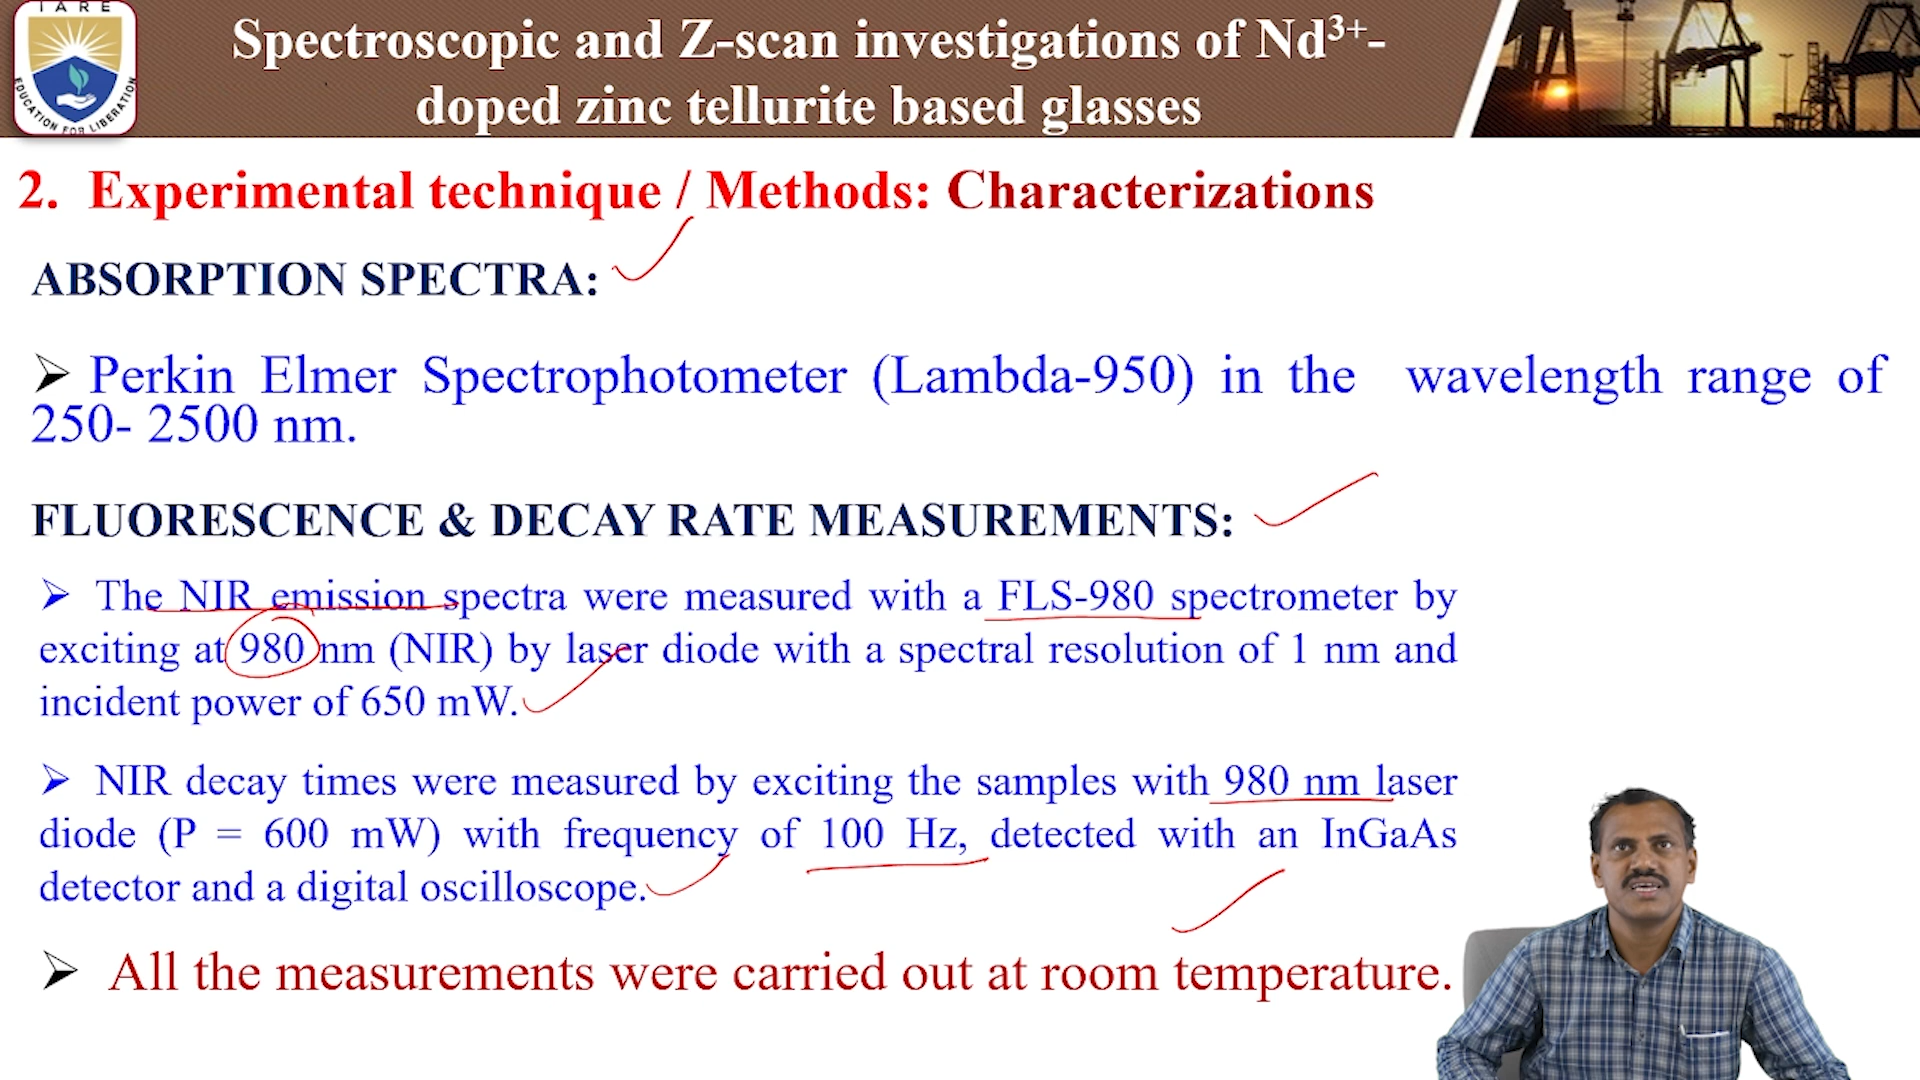 IARE
EDUCATION FOR LIBERATION
Spectroscopic and Z-scan investigations of Nd³⁺-
doped zinc tellurite based glasses
2. Experimental technique / Methods: Characterizations
ABSORPTION SPECTRA:
➢ Perkin Elmer Spectrophotometer (Lambda-950) in the wavelength range of
250- 2500 nm.
FLUORESCENCE & DECAY RATE MEASUREMENTS:
➢ The NIR emission spectra were measured with a FLS-980 spectrometer by
exciting at 980 nm (NIR) by laser diode with a spectral resolution of 1 nm and
incident power of 650 mW.
➢ NIR decay times were measured by exciting the samples with 980 nm laser
diode (P = 600 mW) with frequency of 100 Hz, detected with an InGaAs
detector and a digital oscilloscope.
➢ All the measurements were carried out at room temperature.